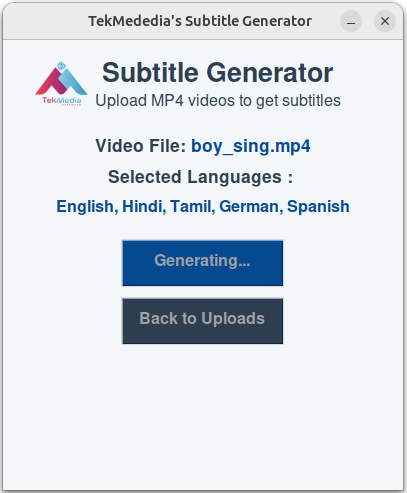 TekMededia's Subtitle Generator
Subtitle Generator
TekMedia
Upload MP4 videos to get subtitles
Video File: boy_sing.mp4
Selected Languages :
English, Hindi, Tamil, German, Spanish
Generating...
Back to Uploads